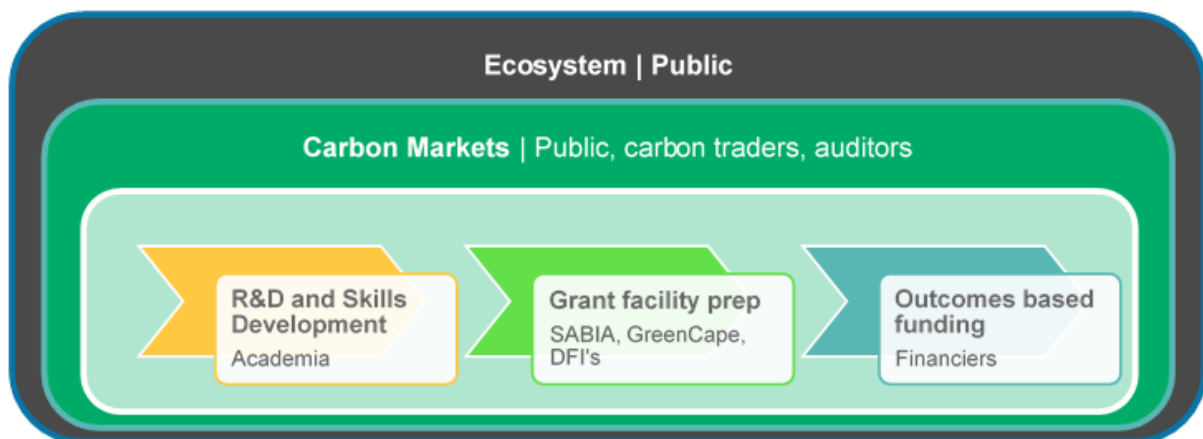 Ecosystem | Public
Carbon Markets | Public, carbon traders, auditors
R&D and Skills
Development
Academia
Grant facility prep
SABIA, GreenCape,
DFI's
Outcomes based
funding
Financiers